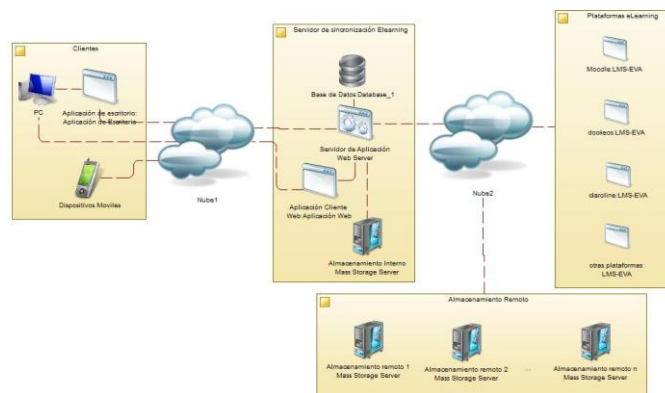 Clientes
PC
Aplicación de escritorio:
Aplicación de Escritorio
Dispositivos Moviles
Nube1
Servidor de sincronización Elearning
Base de Datos Database_1
Servidor de Aplicación
Web Server
Aplicación Cliente
Web:Aplicación Web
Almacenamiento Interno
Mass Storage Server
Nube2
Plataformas eLearning
Moodle:LMS-EVA
dookeos:LMS-EVA
claroline:LMS-EVA
otras plataformas:
LMS-EVA
Almacenamiento Remoto
Almacenamiento remoto 1
Mass Storage Server
Almacenamiento remoto 2
Mass Storage Server
...
Almacenamiento remoto n
Mass Storage Server